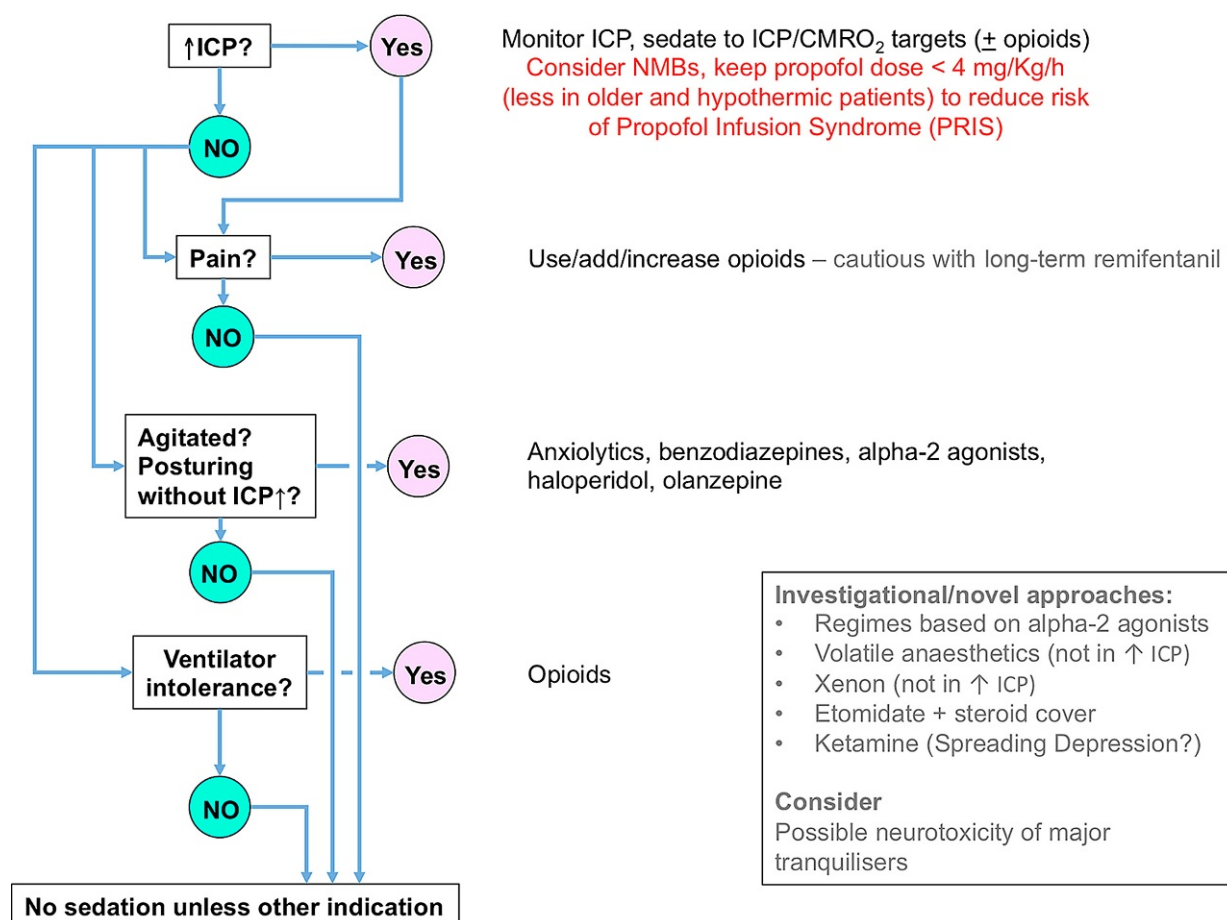 ↑ICP?
Yes
Monitor ICP, sedate to ICP/CMRO₂ targets (± opioids)
Consider NMBs, keep propofol dose < 4 mg/Kg/h
(less in older and hypothermic patients) to reduce risk
of Propofol Infusion Syndrome (PRIS)
NO
Pain?
Yes
Use/add/increase opioids – cautious with long-term remifentanil
NO
Agitated?
Posturing
without ICP↑?
Yes
Anxiolytics, benzodiazepines, alpha-2 agonists,
haloperidol, olanzepine
NO
Ventilator
intolerance?
Yes
Opioids
NO
No sedation unless other indication
Investigational/novel approaches:
• Regimes based on alpha-2 agonists
• Volatile anaesthetics (not in ↑ ICP)
• Xenon (not in ↑ ICP)
• Etomidate + steroid cover
• Ketamine (Spreading Depression?)
Consider
Possible neurotoxicity of major
tranquilisers